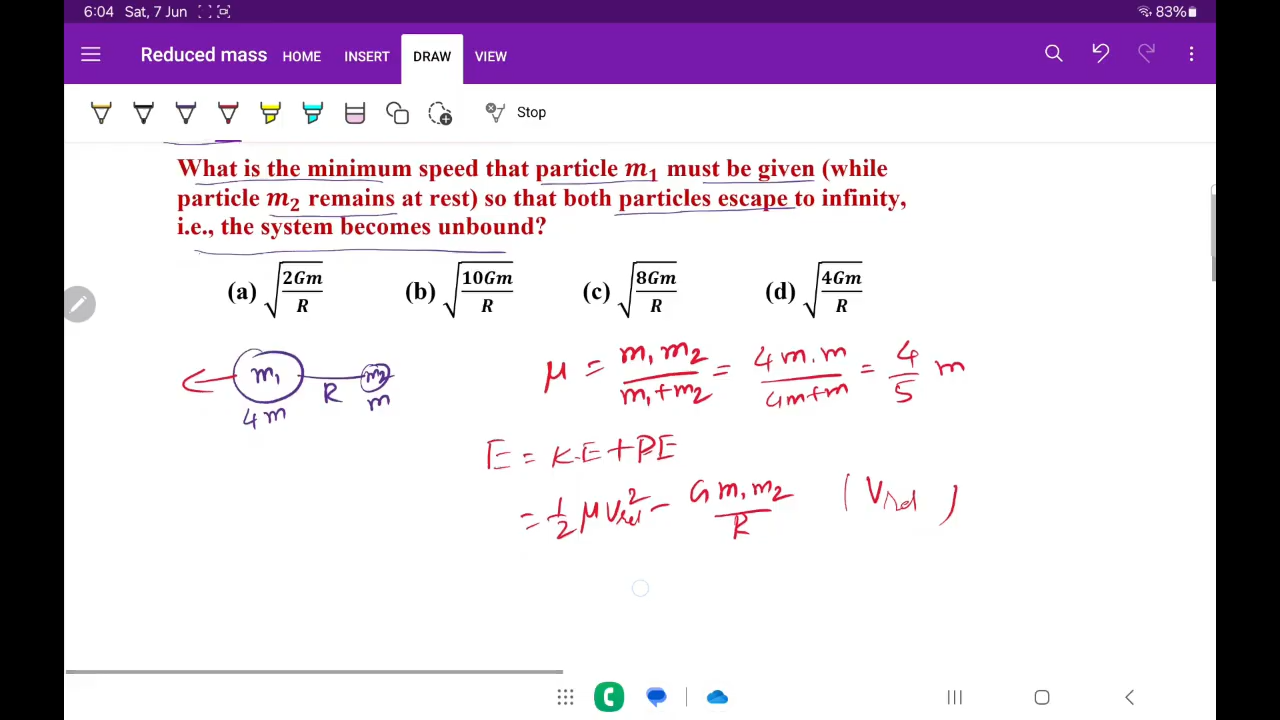 6:04 Sat, 7 Jun 83%
Reduced mass HOME INSERT DRAW VIEW
Stop
What is the minimum speed that particle m₁ must be given (while
particle m₂ remains at rest) so that both particles escape to infinity,
i.e., the system becomes unbound?
(a) √(2Gm/R) (b) √(10Gm/R) (c) √(8Gm/R) (d) √(4Gm/R)
m₁ R m₂
4m m
μ = m₁m₂/(m₁+m₂) = 4m.m/(4m+m) = 4/5 m
E = K.E + PE
= 1/2 μ Vrel² − Gm₁m₂/R (Vrel )